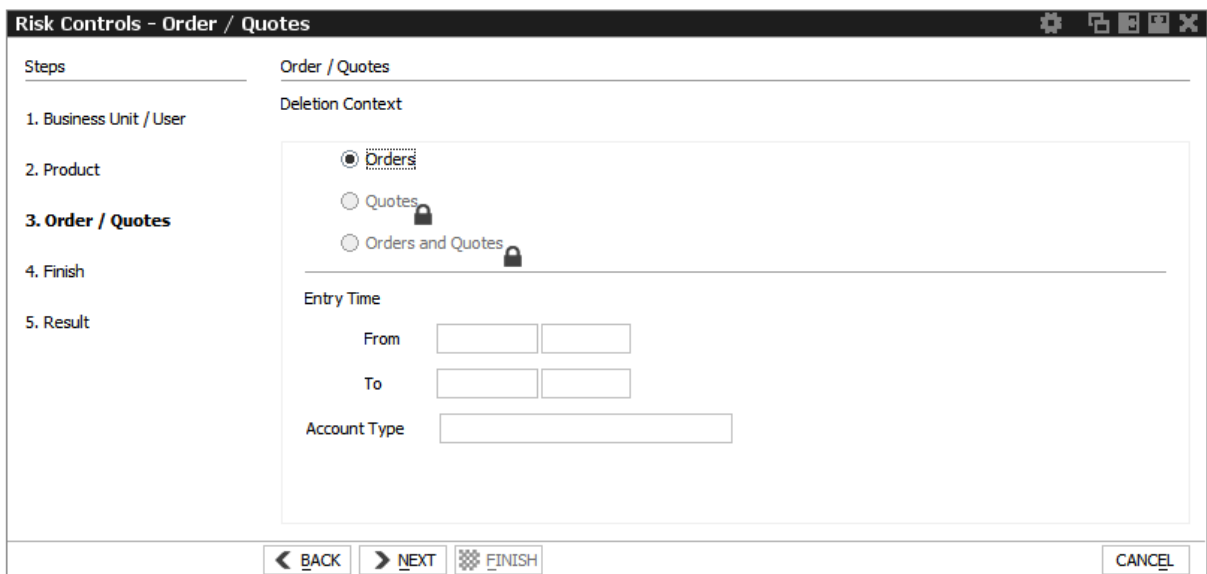 Risk Controls - Order / Quotes
Steps
1. Business Unit / User
2. Product
3. Order / Quotes
4. Finish
5. Result
Order / Quotes
Deletion Context
Orders
Quotes
Orders and Quotes
Entry Time
From
To
Account Type
BACK
NEXT
FINISH
CANCEL